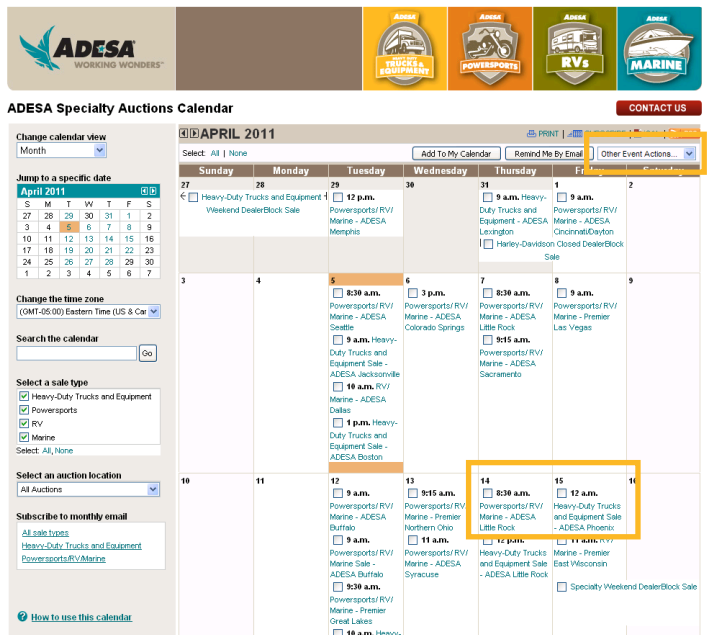 ADESA
WORKING WONDERS
ADESA
HEAVY DUTY
TRUCKS &
EQUIPMENT
ADESA
POWERSPORTS
ADESA
RVs
ADESA
MARINE
ADESA Specialty Auctions Calendar
CONTACT US
Change calendar view
Month
Jump to a specific date
April 2011
S M T W T F S
27 28 29 30 31 1 2
3 4 5 6 7 8 9
10 11 12 13 14 15 16
17 18 19 20 21 22 23
24 25 26 27 28 29 30
1 2 3 4 5 6 7
Change the time zone
(GMT-05:00) Eastern Time (US & Car
Search the calendar
Go
Select a sale type
Heavy-Duty Trucks and Equipment
Powersports
RV
Marine
Select: All, None
Select an auction location
All Auctions
Subscribe to monthly email
All sale types
Heavy-Duty Trucks and Equipment
Powersports/RV/Marine
How to use this calendar
APRIL 2011
PRINT
Select: All | None
Add To My Calendar
Remind Me By Email
Other Event Actions...
Sunday Monday Tuesday Wednesday Thursday
27 28 29 30 31 1 2
Heavy-Duty Trucks and Equipment
Weekend DealerBlock Sale
12 p.m.
Powersports/ RV/
Marine - ADESA
Memphis
9 a.m. Heavy-
Duty Trucks and
Equipment - ADESA
Lexington
9 a.m.
Powersports/ RV/
Marine - ADESA
Cincinnati/Dayton
Harley-Davidson Closed DealerBlock
Sale
3 4 5 6 7 8 9
8:30 a.m.
Powersports/ RV/
Marine - ADESA
Seattle
9 a.m. Heavy-
Duty Trucks and
Equipment Sale -
ADESA Jacksonville
10 a.m. RV/
Marine - ADESA
Dallas
1 p.m. Heavy-
Duty Trucks and
Equipment Sale -
ADESA Boston
3 p.m.
Powersports/ RV/
Marine - ADESA
Colorado Springs
8:30 a.m.
Powersports/ RV/
Marine - ADESA
Little Rock
9:15 a.m.
Powersports/ RV/
Marine - ADESA
Sacramento
9 a.m.
Powersports/ RV/
Marine - Premier
Las Vegas
10 11 12 13 14 15
9 a.m.
Powersports/ RV/
Marine - ADESA
Buffalo
9 a.m.
Powersports/ RV/
Marine Sale -
ADESA Buffalo
9:30 a.m.
Powersports/ RV/
Marine - Premier
Great Lakes
10 a.m. Heavy-
9:15 a.m.
Powersports/ RV/
Marine - Premier
Northern Ohio
11 a.m.
Powersports/ RV/
Marine - ADESA
Syracuse
8:30 a.m.
Powersports/ RV/
Marine - ADESA
Little Rock
12 p.m.
Heavy-Duty Trucks
and Equipment Sale
- ADESA Little Rock
12 a.m.
Heavy-Duty Trucks
and Equipment Sale
- ADESA Phoenix
11 a.m. RV/
Marine - Premier
East Wisconsin
Specialty Weekend DealerBlock Sale